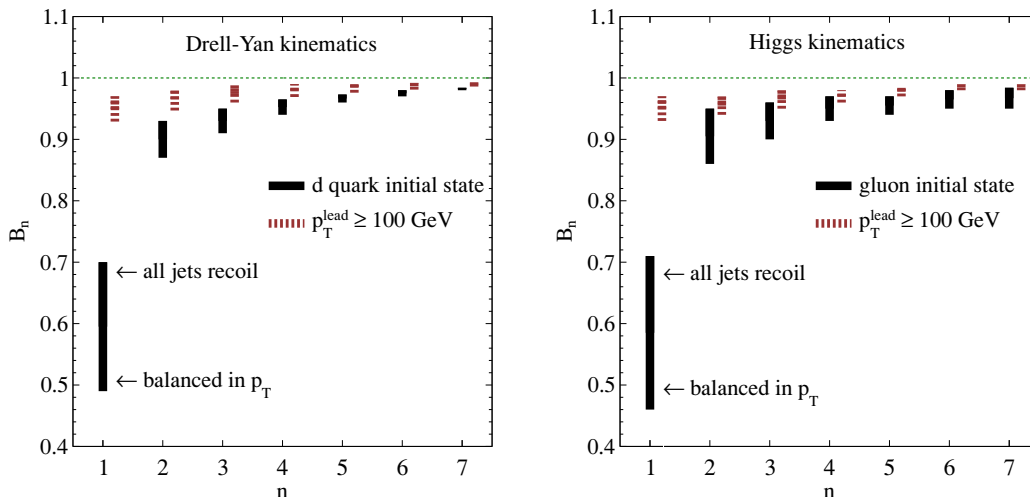 Drell-Yan kinematics
B_n
1.1
1
0.9
0.8
0.7
0.6
0.5
0.4
d quark initial state
p_T^lead ≥ 100 GeV
← all jets recoil
← balanced in p_T
1 2 3 4 5 6 7
n
Higgs kinematics
B_n
1.1
1
0.9
0.8
0.7
0.6
0.5
0.4
gluon initial state
p_T^lead ≥ 100 GeV
← all jets recoil
← balanced in p_T
1 2 3 4 5 6 7
n